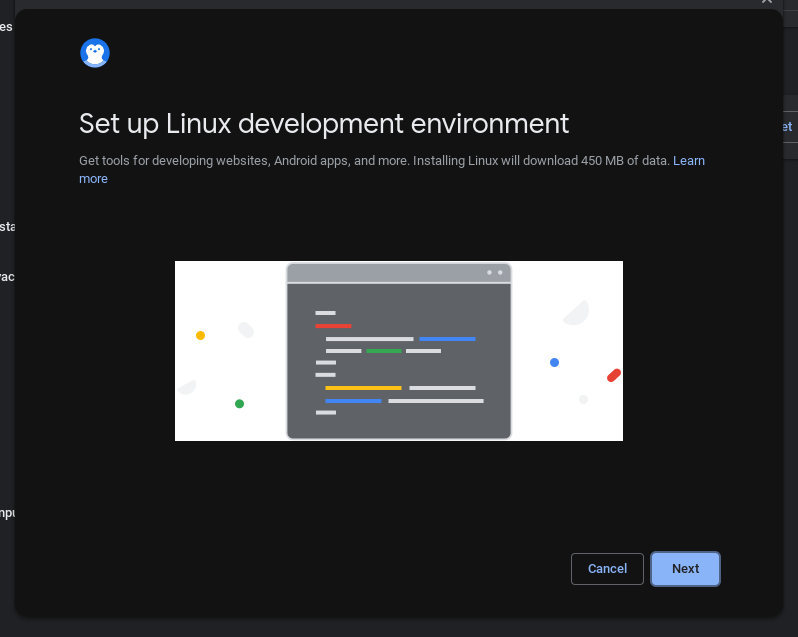 es
Set up Linux development environment
et
Get tools for developing websites, Android apps, and more. Installing Linux will download 450 MB of data. Learn
more
sta
vac
npu
Cancel
Next